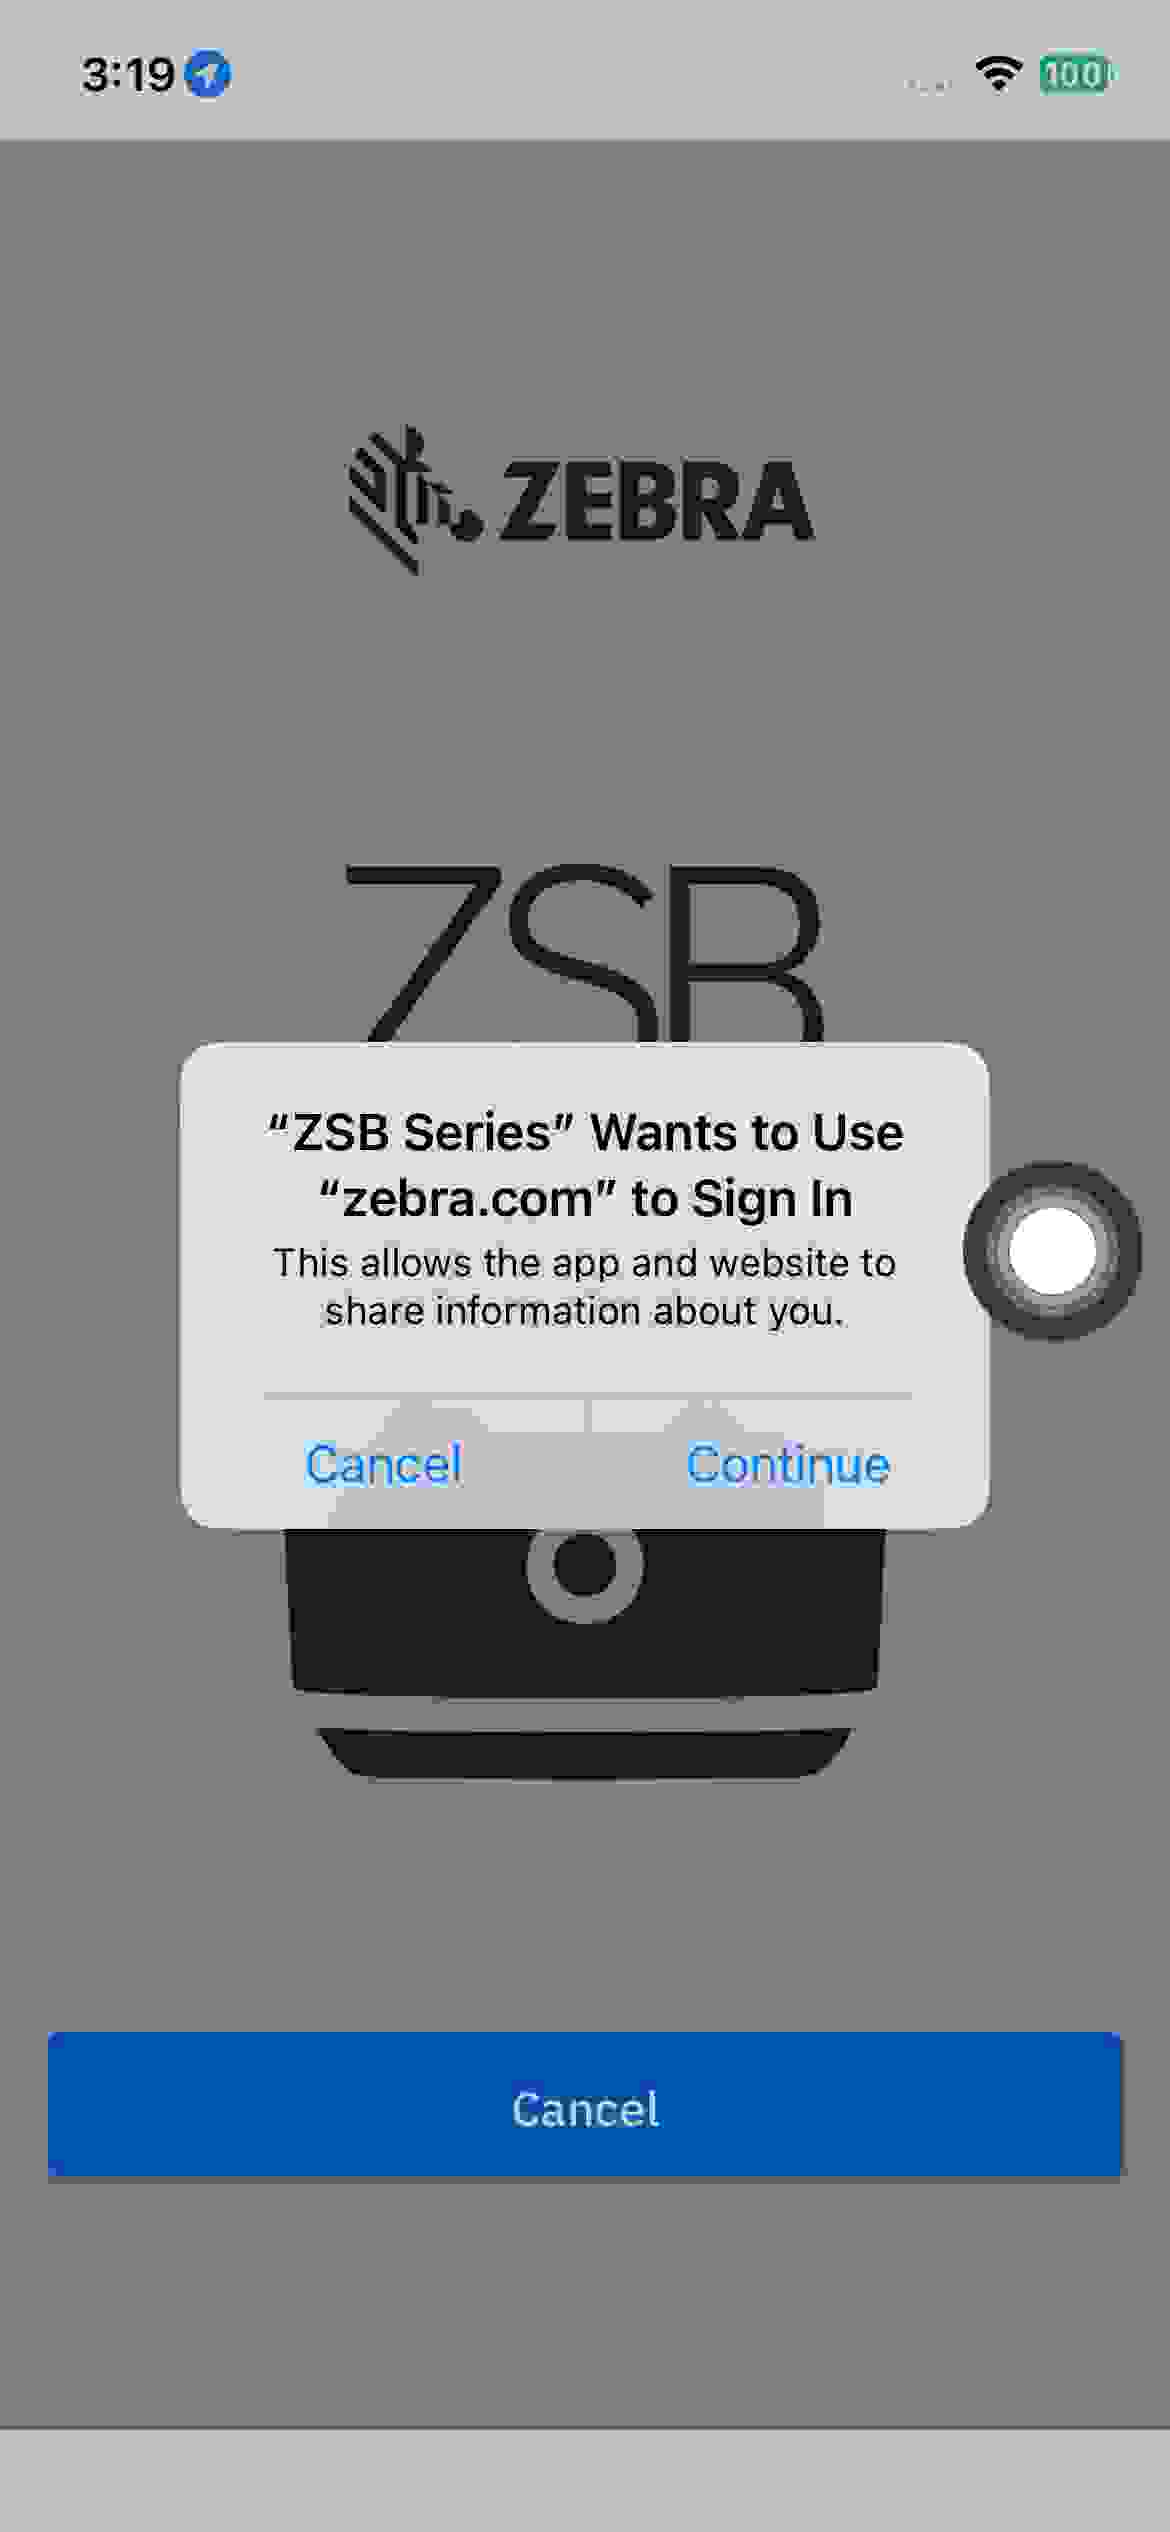 3:19
100
ZEBRA
ZSB
“ZSB Series” Wants to Use
“zebra.com” to Sign In
This allows the app and website to
share information about you.
Cancel
Continue
Cancel